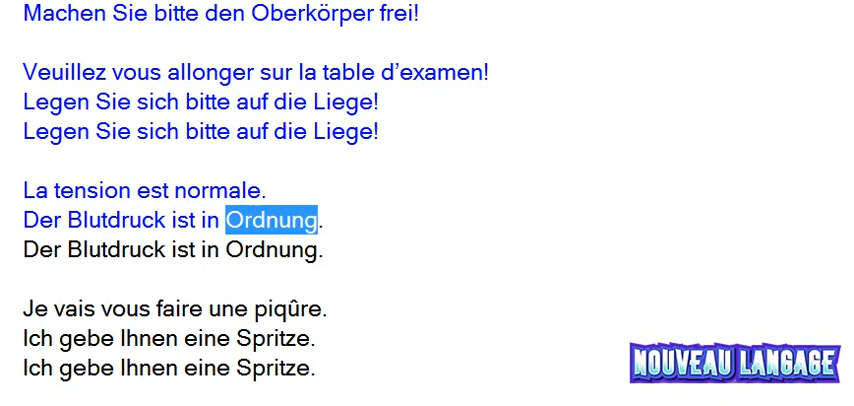 Machen Sie bitte den Oberkörper frei!
Veuillez vous allonger sur la table d’examen!
Legen Sie sich bitte auf die Liege!
Legen Sie sich bitte auf die Liege!
La tension est normale.
Der Blutdruck ist in Ordnung.
Der Blutdruck ist in Ordnung.
Je vais vous faire une piqûre.
Ich gebe Ihnen eine Spritze.
Ich gebe Ihnen eine Spritze.
NOUVEAU LANGAGE